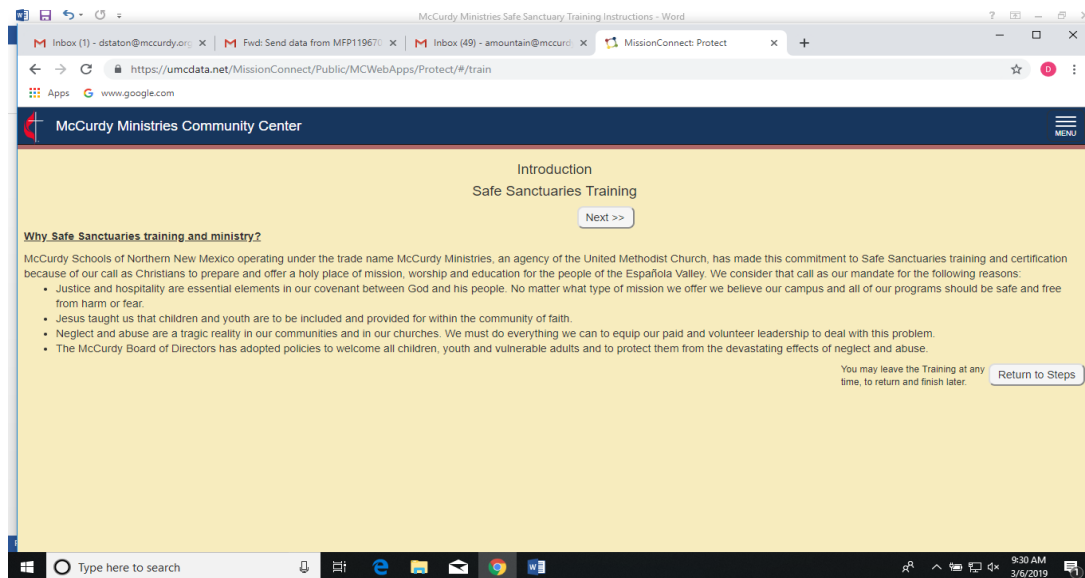 McCurdy Ministries Safe Sanctuary Training Instructions - Word
Inbox (1) - dstaton@mccurdy.org
Fwd: Send data from MFP119670
Inbox (49) - amountain@mccurd
MissionConnect: Protect
https://umcdata.net/MissionConnect/Public/MCWebApps/Protect/#/train
D
Apps
G www.google.com
McCurdy Ministries Community Center
MENU
Introduction
Safe Sanctuaries Training
Next >>
Why Safe Sanctuaries training and ministry?
McCurdy Schools of Northern New Mexico operating under the trade name McCurdy Ministries, an agency of the United Methodist Church, has made this commitment to Safe Sanctuaries training and certification
because of our call as Christians to prepare and offer a holy place of mission, worship and education for the people of the Española Valley. We consider that call as our mandate for the following reasons:
• Justice and hospitality are essential elements in our covenant between God and his people. No matter what type of mission we offer we believe our campus and all of our programs should be safe and free
from harm or fear.
• Jesus taught us that children and youth are to be included and provided for within the community of faith.
• Neglect and abuse are a tragic reality in our communities and in our churches. We must do everything we can to equip our paid and volunteer leadership to deal with this problem.
• The McCurdy Board of Directors has adopted policies to welcome all children, youth and vulnerable adults and to protect them from the devastating effects of neglect and abuse.
You may leave the Training at any
time, to return and finish later.
Return to Steps
Type here to search
9:30 AM
3/6/2019